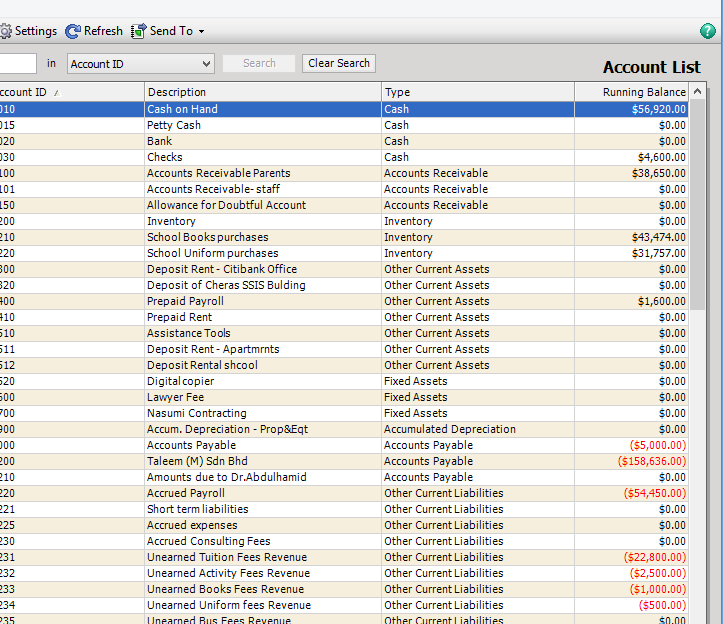 Settings Refresh Send To ?
in Account ID Search Clear Search
Account List
ccount ID Description Type Running Balance
010 Cash on Hand Cash $56,920.00
015 Petty Cash Cash $0.00
020 Bank Cash $0.00
030 Checks Cash $4,600.00
100 Accounts Receivable Parents Accounts Receivable $38,650.00
101 Accounts Receivable- staff Accounts Receivable $0.00
150 Allowance for Doubtful Account Accounts Receivable $0.00
200 Inventory Inventory $0.00
210 School Books purchases Inventory $43,474.00
220 School Uniform purchases Inventory $31,757.00
300 Deposit Rent - Citibank Office Other Current Assets $0.00
320 Deposit of Cheras SSIS Bulding Other Current Assets $0.00
400 Prepaid Payroll Other Current Assets $1,600.00
410 Prepaid Rent Other Current Assets $0.00
510 Assistance Tools Other Current Assets $0.00
511 Deposit Rent - Apartmrnts Other Current Assets $0.00
512 Deposit Rental shcool Other Current Assets $0.00
520 Digital copier Fixed Assets $0.00
600 Lawyer Fee Fixed Assets $0.00
700 Nasumi Contracting Fixed Assets $0.00
900 Accum. Depreciation - Prop&Eqt Accumulated Depreciation $0.00
000 Accounts Payable Accounts Payable ($5,000.00)
200 Taleem (M) Sdn Bhd Accounts Payable ($158,636.00)
210 Amounts due to Dr.Abdulhamid Accounts Payable $0.00
220 Accrued Payroll Other Current Liabilities ($54,450.00)
221 Short term liabilities Other Current Liabilities $0.00
225 Accrued expenses Other Current Liabilities $0.00
230 Accrued Consulting Fees Other Current Liabilities $0.00
231 Unearned Tuition Fees Revenue Other Current Liabilities ($22,800.00)
232 Unearned Activity Fees Revenue Other Current Liabilities ($2,500.00)
233 Unearned Books Fees Revenue Other Current Liabilities ($1,000.00)
234 Unearned Uniform fees Revenue Other Current Liabilities ($500.00)
235 Unearned Bus Fees Revenue Other Current Liabilities $0.00